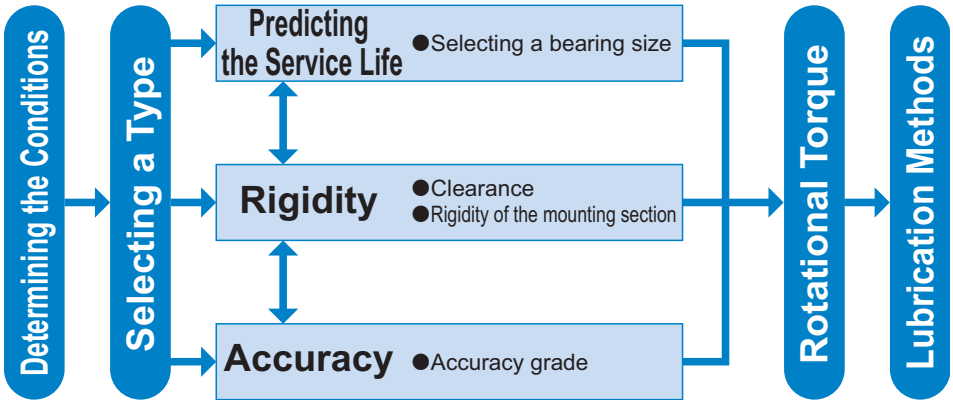 Determining the Conditions
Selecting a Type
Predicting
the Service Life
●Selecting a bearing size
Rigidity
●Clearance
●Rigidity of the mounting section
Accuracy
●Accuracy grade
Rotational Torque
Lubrication Methods